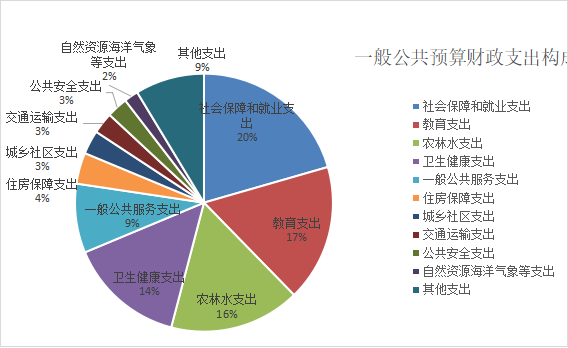 一般公共预算财政支出构成
自然资源海洋气象
等支出
2%
其他支出
9%
公共安全支出
3%
交通运输支出
3%
城乡社区支出
3%
住房保障支出
4%
一般公共服务支出
9%
卫生健康支出
14%
农林水支出
16%
教育支出
17%
社会保障和就业支
出
20%
社会保障和就业支出
教育支出
农林水支出
卫生健康支出
一般公共服务支出
住房保障支出
城乡社区支出
交通运输支出
公共安全支出
自然资源海洋气象等支出
其他支出